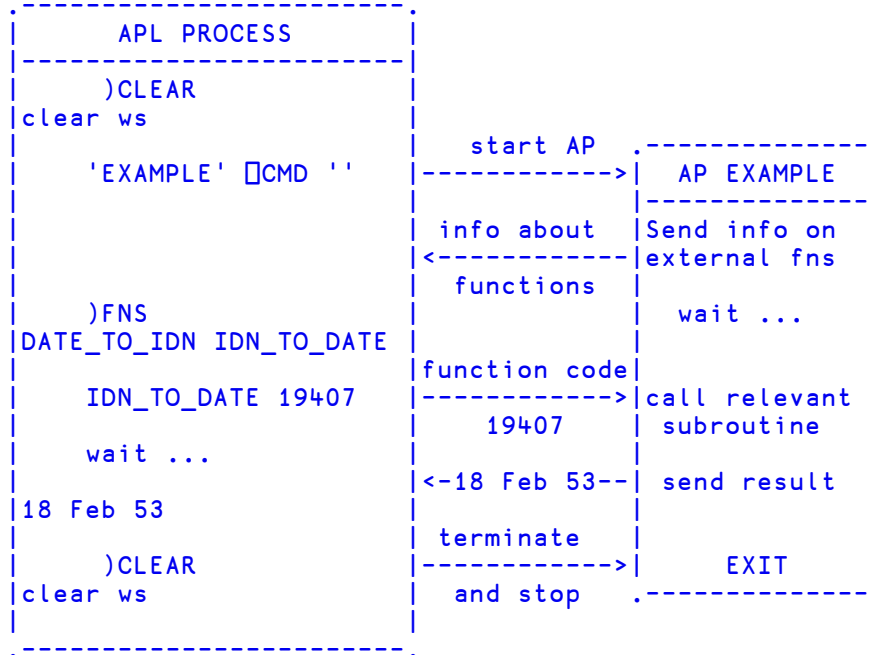 .------------------------.
|      APL PROCESS       |
|------------------------|
|     )CLEAR             |
|clear ws                |
|                        |   start AP  .--------------
|    'EXAMPLE' ⎕CMD ''   |------------>|  AP EXAMPLE
|                        |             |--------------
|                        | info about  |Send info on
|                        |<------------|external fns
|                        |  functions  |
|    )FNS                |             |  wait ...
|DATE_TO_IDN IDN_TO_DATE |             |
|                        |function code|
|    IDN_TO_DATE 19407   |------------>|call relevant
|                        |    19407    | subroutine
|    wait ...            |             |
|                        |<-18 Feb 53--| send result
|18 Feb 53               |             |
|                        | terminate   |
|     )CLEAR             |------------>|     EXIT
|clear ws                |  and stop   .--------------
|                        |
.------------------------.